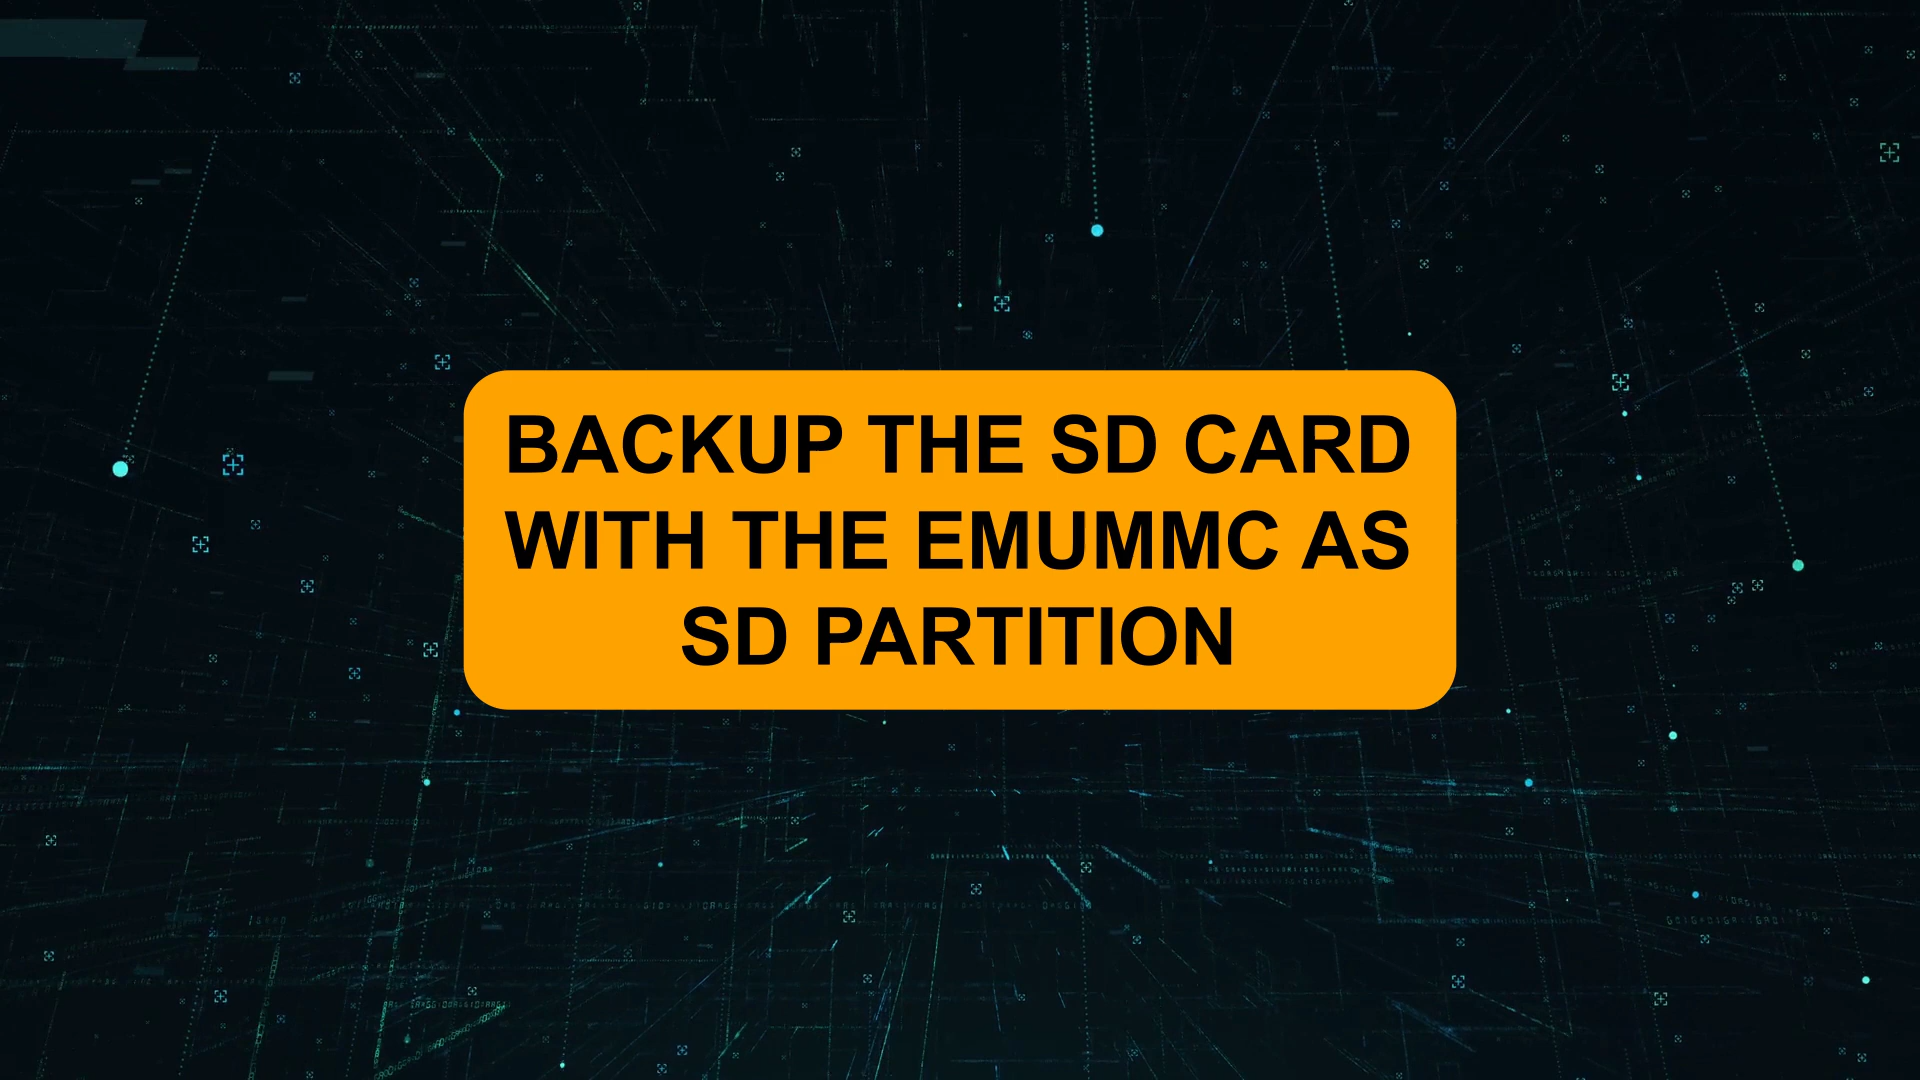 BACKUP THE SD CARD
WITH THE EMUMMC AS
SD PARTITION